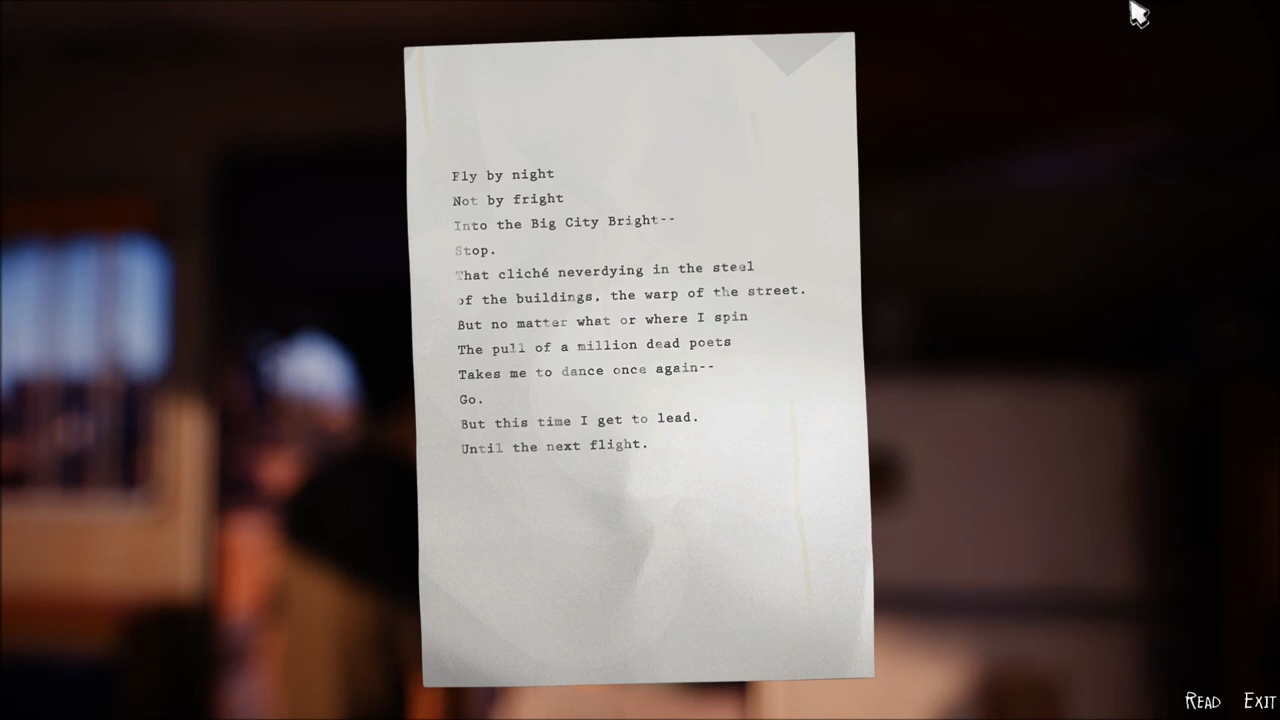 Fly by night
Not by fright
Into the Big City Bright--
Stop.
That cliché neverdying in the steel
of the buildings, the warp of the street.
But no matter what or where I spin
The pull of a million dead poets
Takes me to dance once again--
Go.
But this time I get to lead.
Until the next flight.
READ EXIT